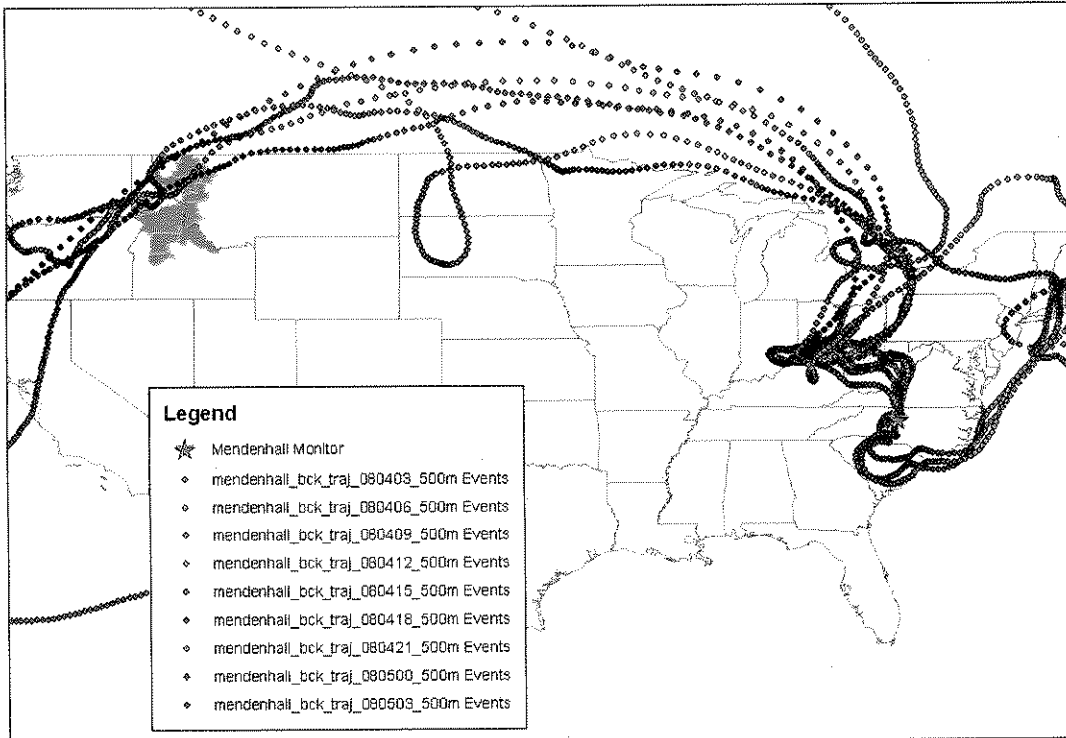 Legend
Mendenhall Monitor
mendenhall_bck_traj_080403_500m Events
mendenhall_bck_traj_080406_500m Events
mendenhall_bck_traj_080409_500m Events
mendenhall_bck_traj_080412_500m Events
mendenhall_bck_traj_080415_500m Events
mendenhall_bck_traj_080418_500m Events
mendenhall_bck_traj_080421_500m Events
mendenhall_bck_traj_080500_500m Events
mendenhall_bck_traj_080503_500m Events